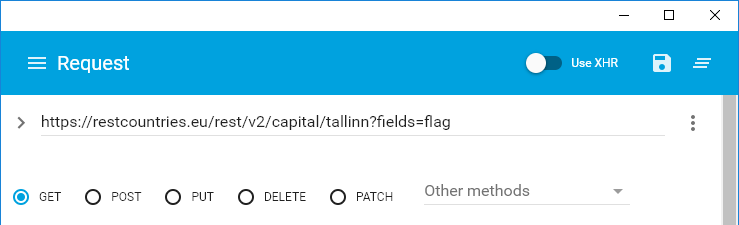 Request
Use XHR
https://restcountries.eu/rest/v2/capital/tallinn?fields=flag
GET POST PUT DELETE PATCH Other methods